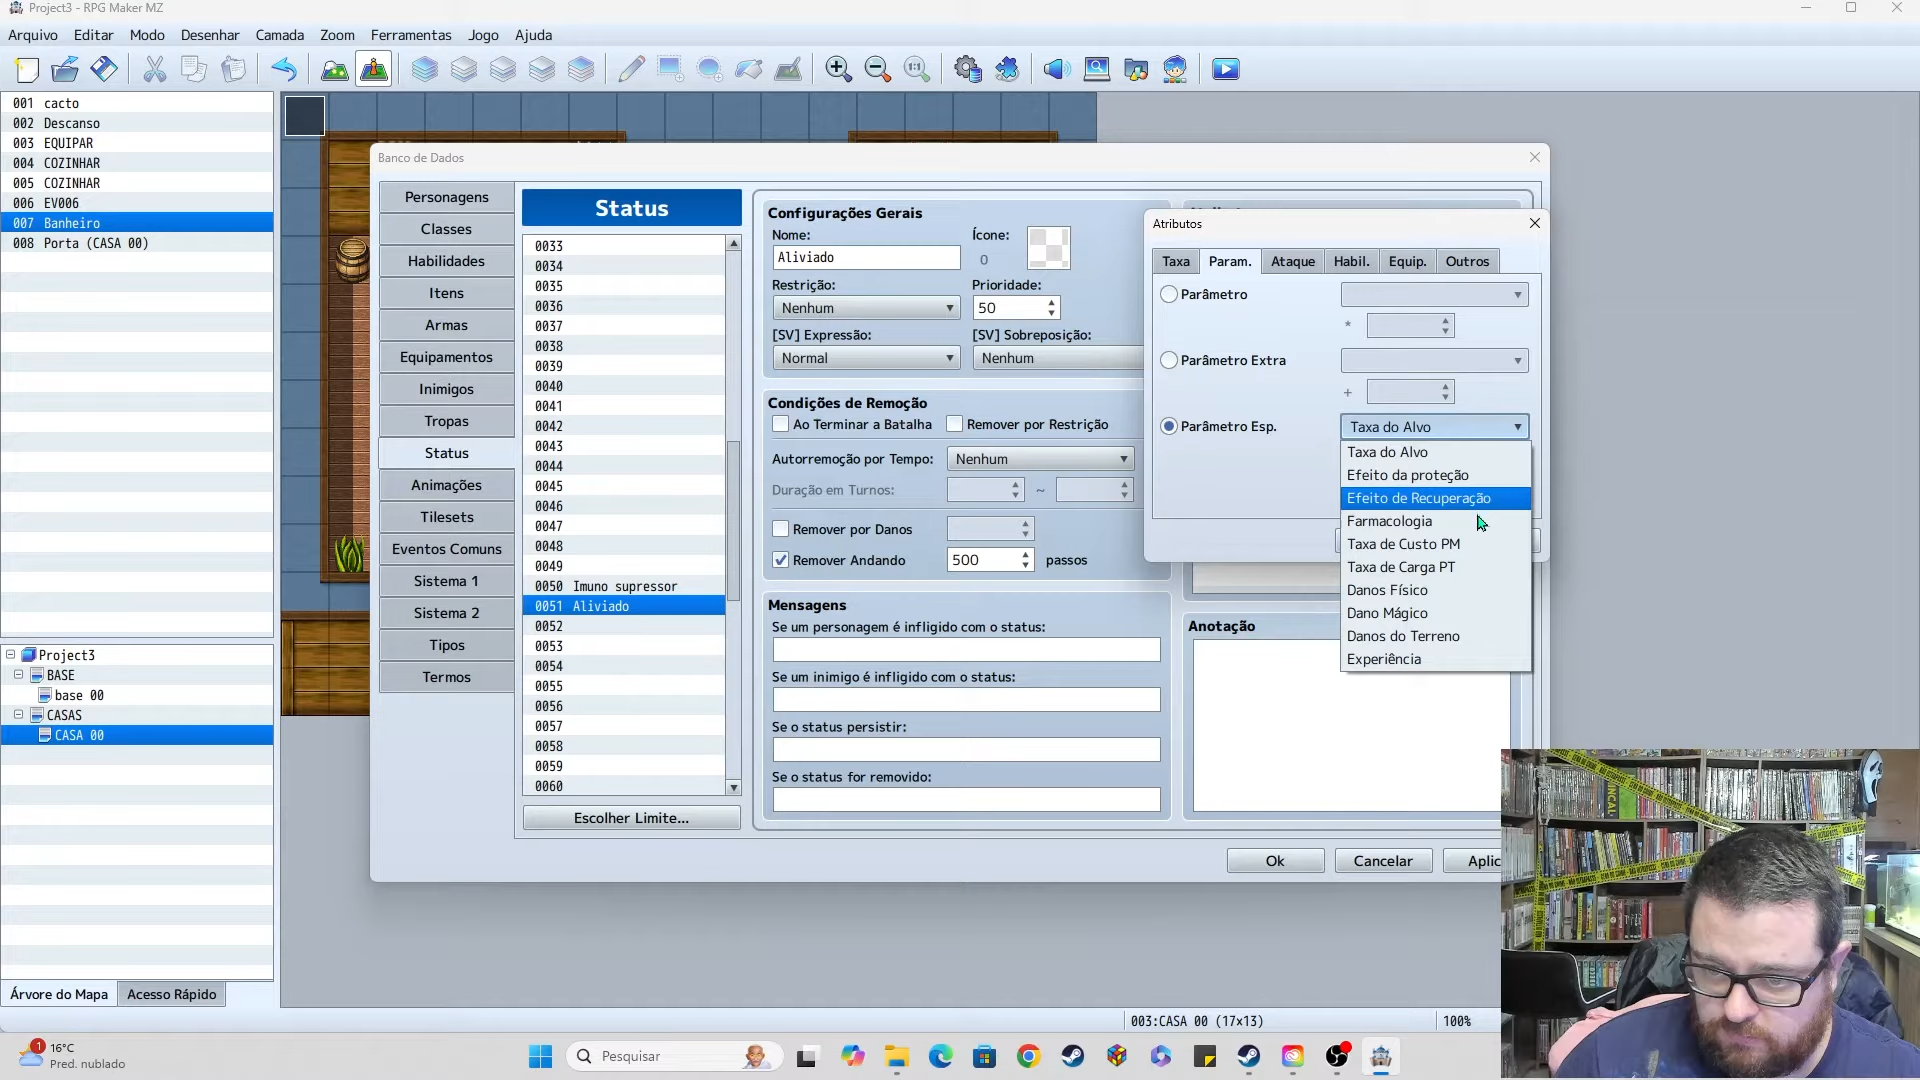 Project3 - RPG Maker MZ
Arquivo Editar Modo Desenhar Camada Zoom Ferramentas Jogo Ajuda
001 cacto
002 Descanso
003 EQUIPAR
004 COZINHAR
005 COZINHAR
006 EV006
007 Banheiro
008 Porta (CASA 00)
Project3
BASE
base 00
CASAS
CASA 00
Árvore do Mapa
Acesso Rápido
Banco de Dados
Personagens
Classes
Habilidades
Itens
Armas
Equipamentos
Inimigos
Tropas
Status
Animações
Tilesets
Eventos Comuns
Sistema 1
Sistema 2
Tipos
Termos
Status
0033
0034
0035
0036
0037
0038
0039
0040
0041
0042
0043
0044
0045
0046
0047
0048
0049
0050 Imuno supressor
0051 Aliviado
0052
0053
0054
0055
0056
0057
0058
0059
0060
Escolher Limite...
Configurações Gerais
Nome: Ícone:
Aliviado 0
Restrição: Prioridade:
Nenhum 50
[SV] Expressão: [SV] Sobreposição:
Normal Nenhum
Condições de Remoção
Ao Terminar a Batalha Remover por Restrição
Autorremoção por Tempo: Nenhum
Duração em Turnos: ~
Remover por Danos
Remover Andando 500 passos
Mensagens
Se um personagem é infligido com o status:
Se um inimigo é infligido com o status:
Se o status persistir:
Se o status for removido:
Anotação
Ok Cancelar Aplic
Atributos
Taxa Param. Ataque Habil. Equip. Outros
Parâmetro
*
Parâmetro Extra
+
Parâmetro Esp. Taxa do Alvo
Taxa do Alvo
Efeito da proteção
Efeito de Recuperação
Farmacologia
Taxa de Custo PM
Taxa de Carga PT
Danos Físico
Dano Mágico
Danos do Terreno
Experiência
003:CASA 00 (17x13) 100%
1
16°C
Pred. nublado
Pesquisar